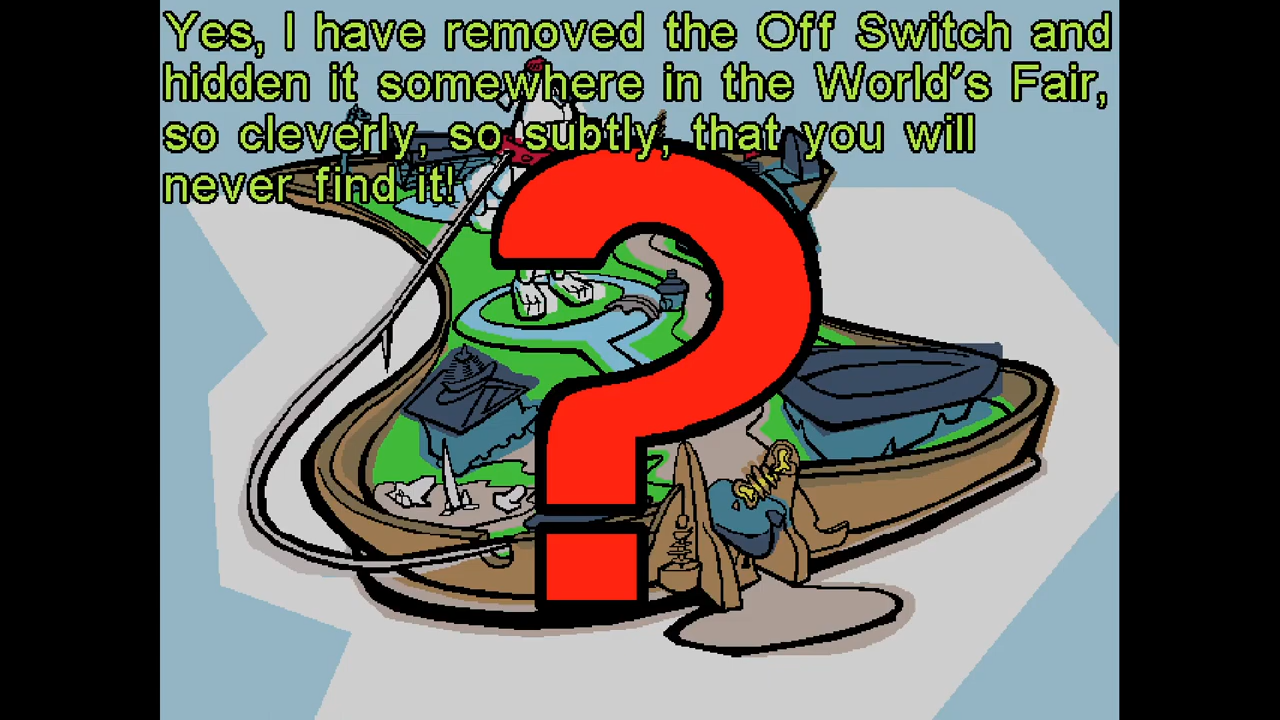 Yes, I have removed the Off Switch and
hidden it somewhere in the World's Fair,
so cleverly, so subtly, that you will
never find it!
?